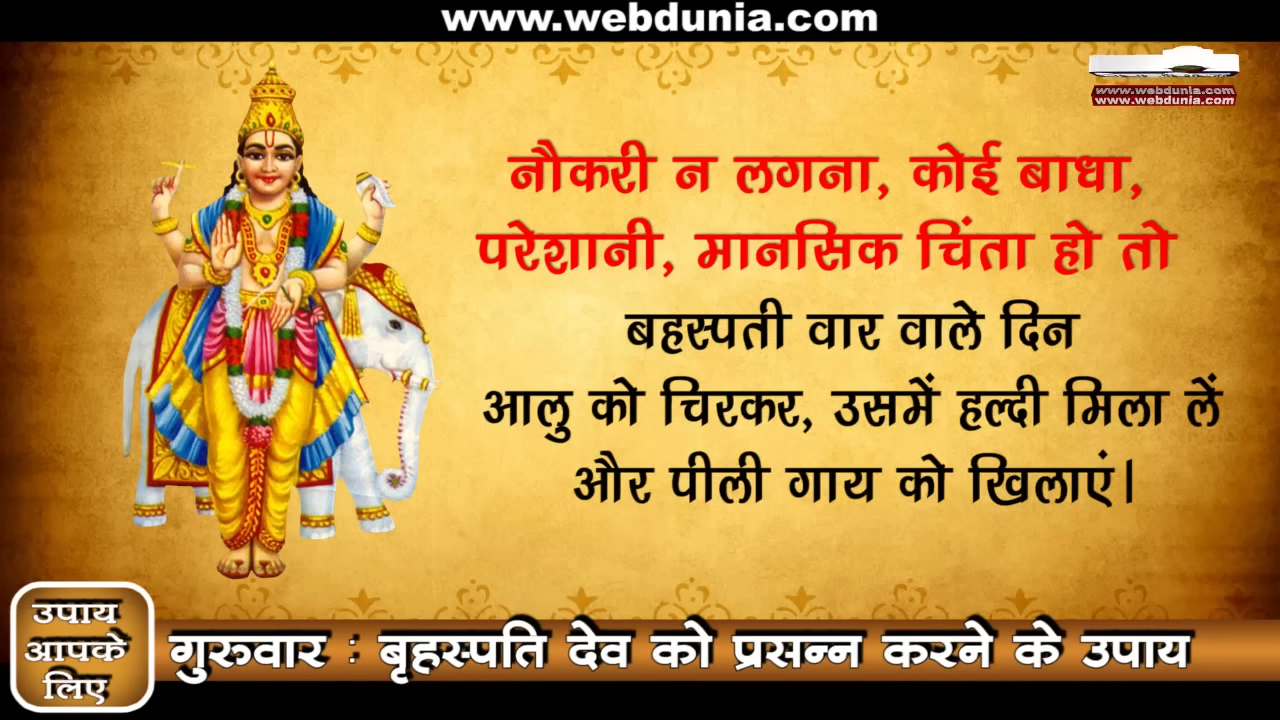 www.webdunia.com
www.webdunia.com
www.webdunia.com
नौकरी न लगना, कोई बाधा,
परेशानी, मानसिक चिंता हो तो
बहस्पती वार वाले दिन
आलु को चिरकर, उसमें हल्दी मिला लें
और पीली गाय को खिलाएं।
उपाय
आपके
लिए
गुरुवार : बृहस्पति देव को प्रसन्न करने के उपाय